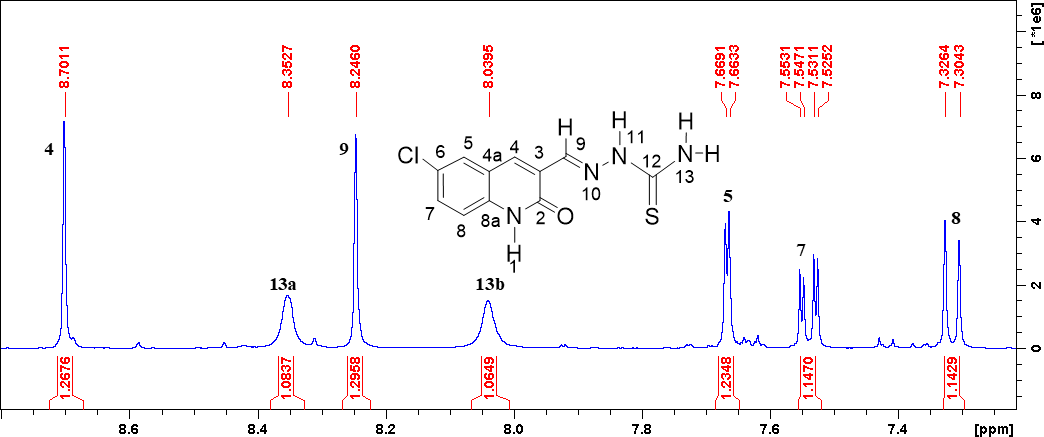 8.7011
8.3527
8.2460
8.0395
7.6691
7.6633
7.5531
7.5471
7.5311
7.5252
7.3264
7.3043
[ *1e6]
8
6
4
2
0
4
13a
9
13b
5
7
8
H
H
H
9
11
N
N
H
13
N
10
12
S
Cl
6
5
4a
4
3
7
8
8a
N
2
O
H
1
1.2676
1.0837
1.2958
1.0649
1.2348
1.1470
1.1429
8.6
8.4
8.2
8.0
7.8
7.6
7.4
[ppm]